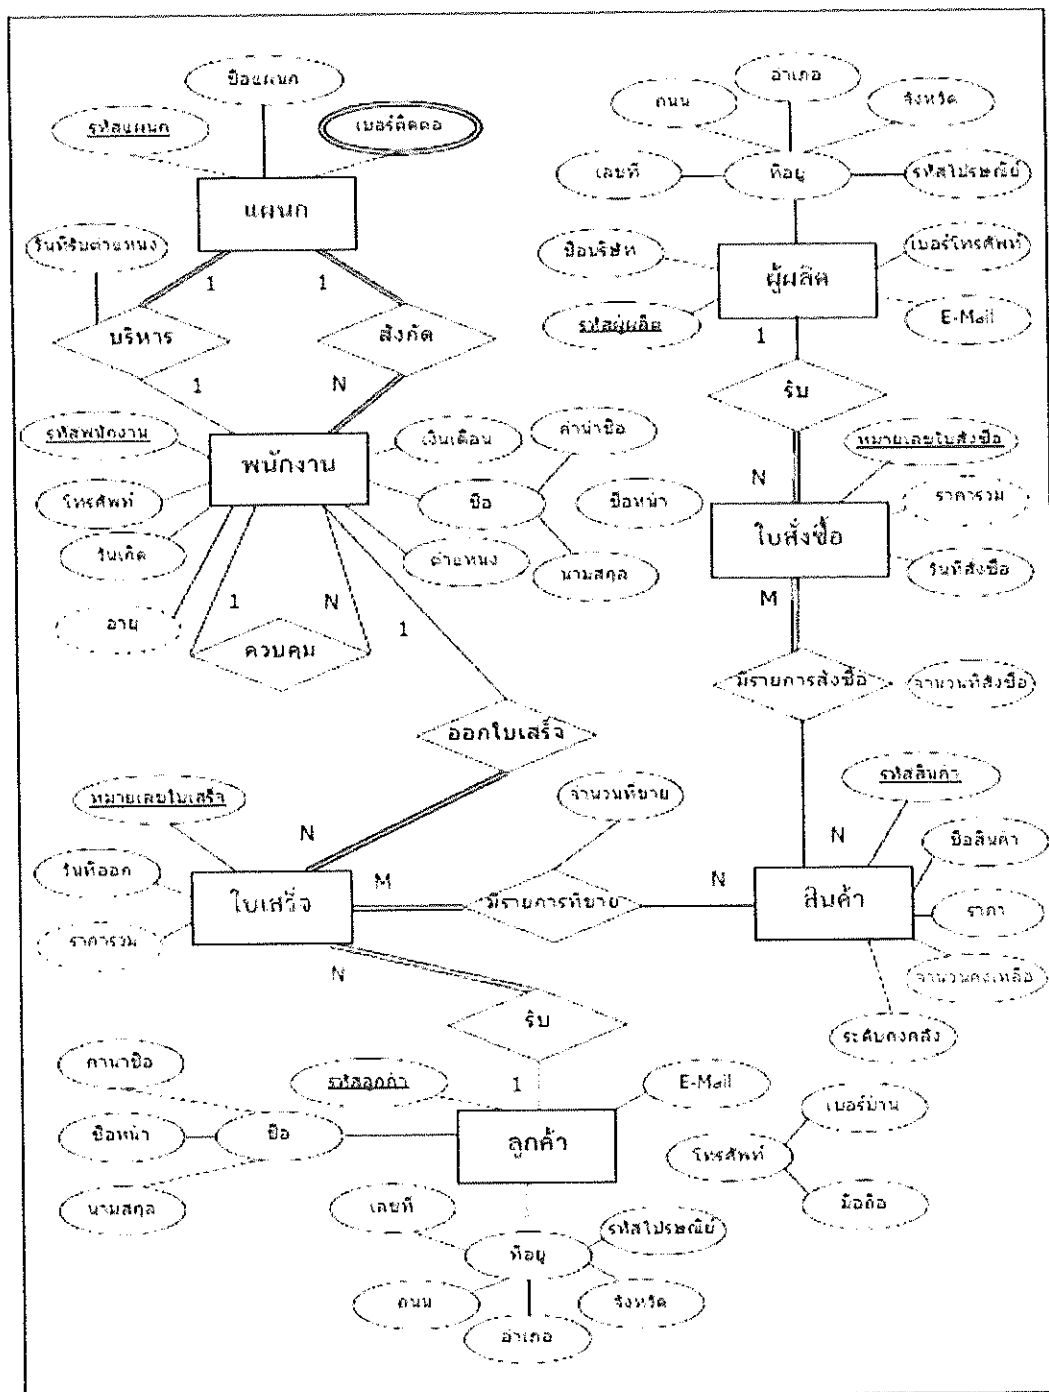 ชื่อแผนก
รหัสแผนก
เบอร์ติดต่อ
แผนก
วันที่รับตำแหน่ง
1
1
บริหาร
สังกัด
1
N
อำเภอ
ถนน
จังหวัด
เลขที่
ที่อยู่
รหัสไปรษณีย์
ชื่อบริษัท
ผู้ผลิต
เบอร์โทรศัพท์
รหัสผู้ผลิต
E-Mail
1
รับ
N
รหัสพนักงาน
พนักงาน
เงินเดือน
คำนำชื่อ
โทรศัพท์
ชื่อ
ชื่อหน้า
วันเกิด
ตำแหน่ง
นามสกุล
อายุ
1
N
1
ควบคุม
หมายเลขใบสั่งซื้อ
ราคารวม
ใบสั่งซื้อ
วันที่สั่งซื้อ
M
มีรายการสั่งซื้อ
จำนวนที่สั่งซื้อ
ออกใบเสร็จ
หมายเลขใบเสร็จ
จำนวนที่ขาย
รหัสสินค้า
N
N
ชื่อสินค้า
วันที่ออก
ใบเสร็จ
M
มีรายการที่ขาย
N
สินค้า
ราคา
ราคารวม
จำนวนคงเหลือ
N
รับ
ระดับคงคลัง
1
คำนำชื่อ
รหัสลูกค้า
E-Mail
เบอร์บ้าน
ชื่อหน้า
ชื่อ
ลูกค้า
โทรศัพท์
นามสกุล
มือถือ
เลขที่
รหัสไปรษณีย์
ที่อยู่
ถนน
จังหวัด
อำเภอ